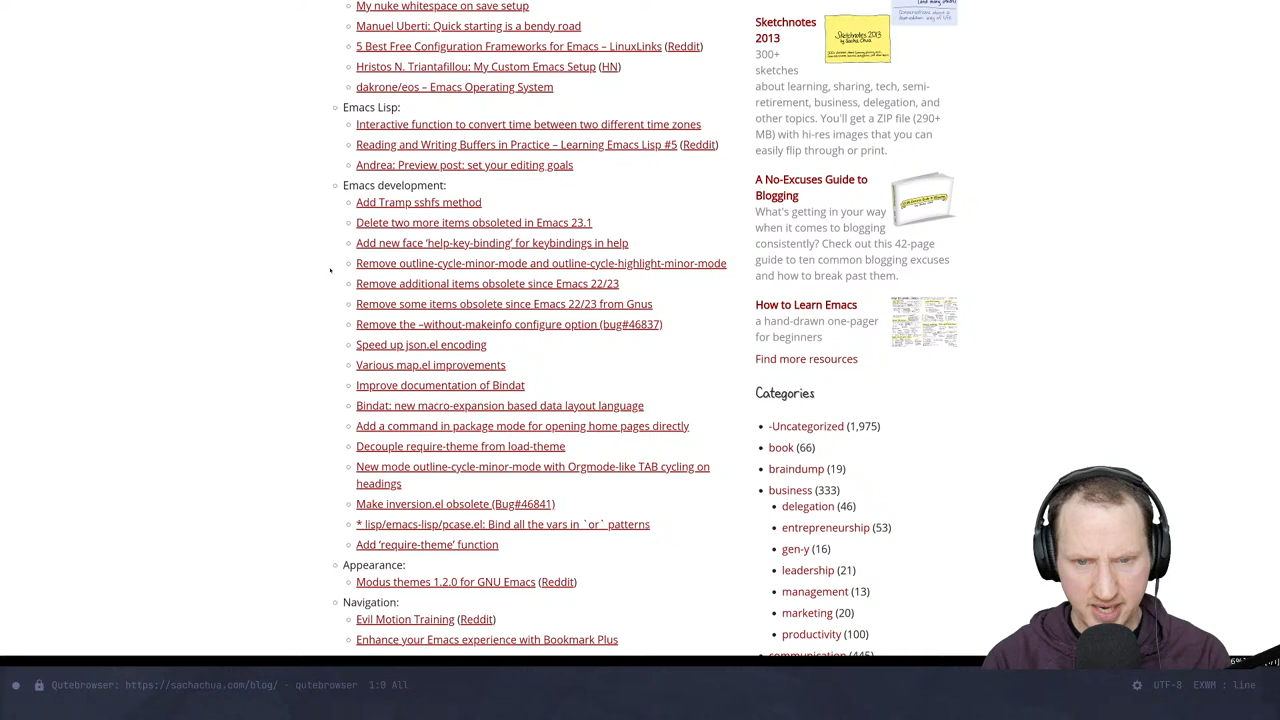 My nuke whitespace on save setup
Manuel Uberti: Quick starting is a bendy road
5 Best Free Configuration Frameworks for Emacs – LinuxLinks (Reddit)
Hristos N. Triantafillou: My Custom Emacs Setup (HN)
dakrone/eos – Emacs Operating System
Emacs Lisp:
Interactive function to convert time between two different time zones
Reading and Writing Buffers in Practice – Learning Emacs Lisp #5 (Reddit)
Andrea: Preview post: set your editing goals
Emacs development:
Add Tramp sshfs method
Delete two more items obsoleted in Emacs 23.1
Add new face ‘help-key-binding’ for keybindings in help
Remove outline-cycle-minor-mode and outline-cycle-highlight-minor-mode
Remove additional items obsolete since Emacs 22/23
Remove some items obsolete since Emacs 22/23 from Gnus
Remove the –without-makeinfo configure option (bug#46837)
Speed up json.el encoding
Various map.el improvements
Improve documentation of Bindat
Bindat: new macro-expansion based data layout language
Add a command in package mode for opening home pages directly
Decouple require-theme from load-theme
New mode outline-cycle-minor-mode with Orgmode-like TAB cycling on
headings
Make inversion.el obsolete (Bug#46841)
* lisp/emacs-lisp/pcase.el: Bind all the vars in `or` patterns
Add ‘require-theme’ function
Appearance:
Modus themes 1.2.0 for GNU Emacs (Reddit)
Navigation:
Evil Motion Training (Reddit)
Enhance your Emacs experience with Bookmark Plus
Sketchnotes
2013
300+
sketches
about learning, sharing, tech, semi-
retirement, business, delegation, and
other topics. You'll get a ZIP file (290+
MB) with hi-res images that you can
easily flip through or print.
Sketchnotes 2013
by Sacha Chua
A No-Excuses Guide to
Blogging
What's getting in your way
when it comes to blogging
consistently? Check out this 42-page
guide to ten common blogging excuses
and how to break past them.
How to Learn Emacs
a hand-drawn one-pager
for beginners
Find more resources
Categories
-Uncategorized (1,975)
book (66)
braindump (19)
business (333)
delegation (46)
entrepreneurship (53)
gen-y (16)
leadership (21)
management (13)
marketing (20)
productivity (100)
communication (445)
Qutebrowser: https://sachachua.com/blog/ - qutebrowser 1:0 All
UTF-8 EXWM : line